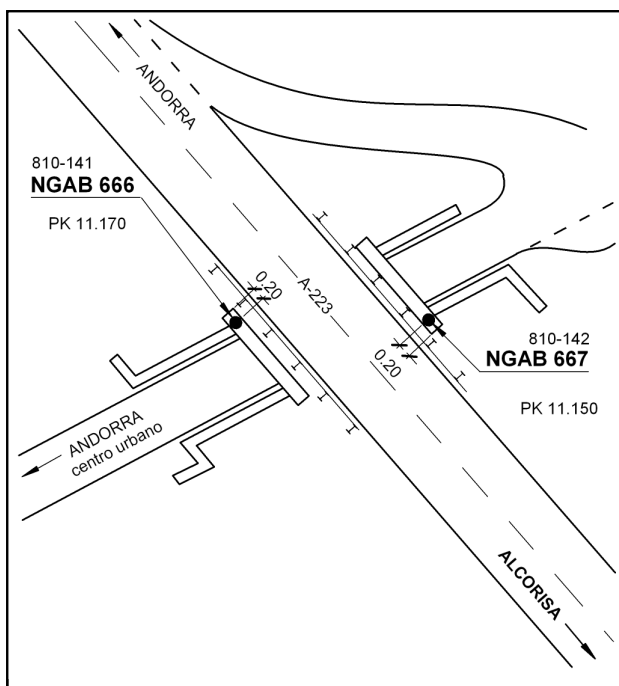 ANDORRA
810-141
NGAB 666
PK 11.170
0.20
A-223
0.20
810-142
NGAB 667
PK 11.150
ANDORRA
centro urbano
ALCORISA